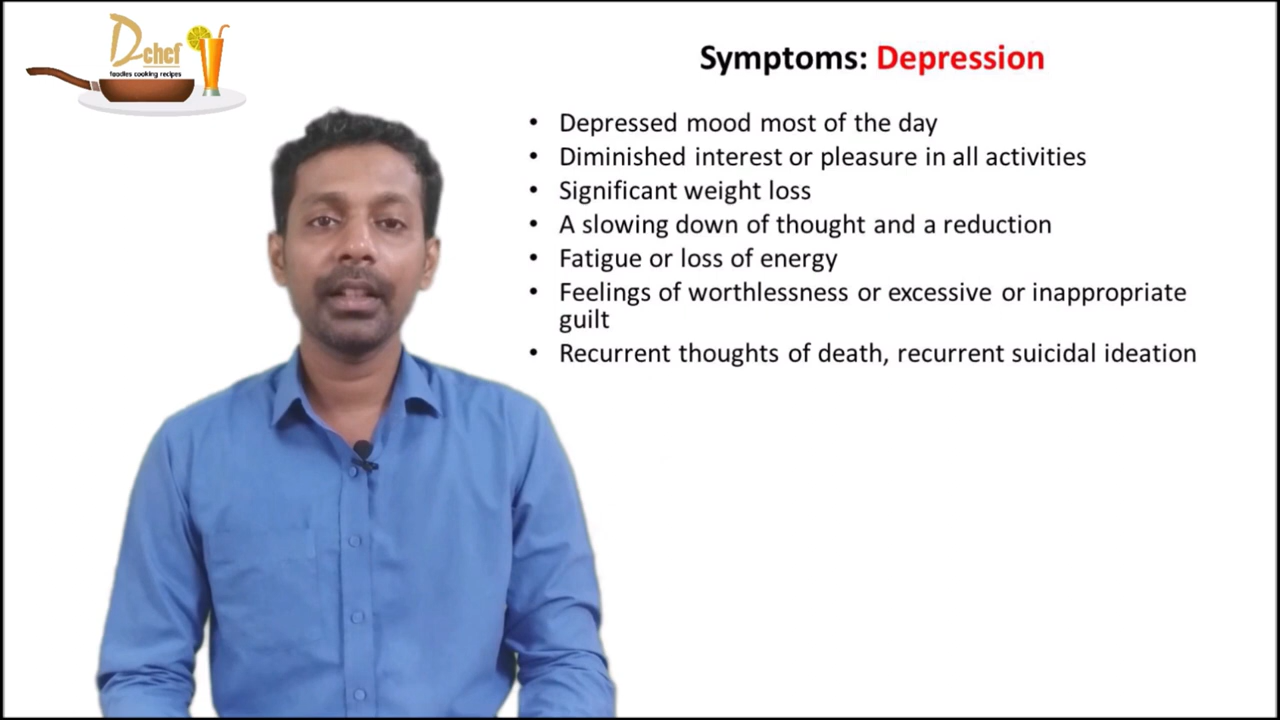 D chef
foodies cooking recipes
Symptoms: Depression
• Depressed mood most of the day
• Diminished interest or pleasure in all activities
• Significant weight loss
• A slowing down of thought and a reduction
• Fatigue or loss of energy
• Feelings of worthlessness or excessive or inappropriate
guilt
• Recurrent thoughts of death, recurrent suicidal ideation